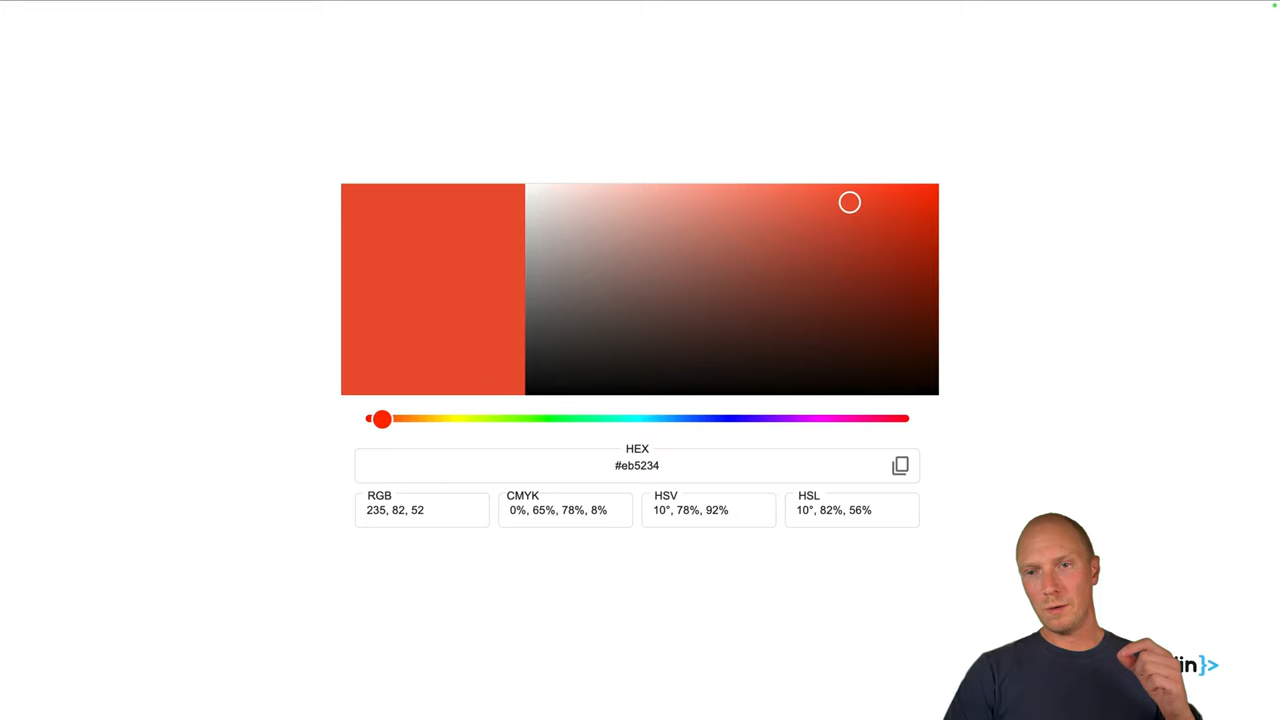 HEX
#eb5234
RGB
235, 82, 52
CMYK
0%, 65%, 78%, 8%
HSV
10°, 78%, 92%
HSL
10°, 82%, 56%
in}>